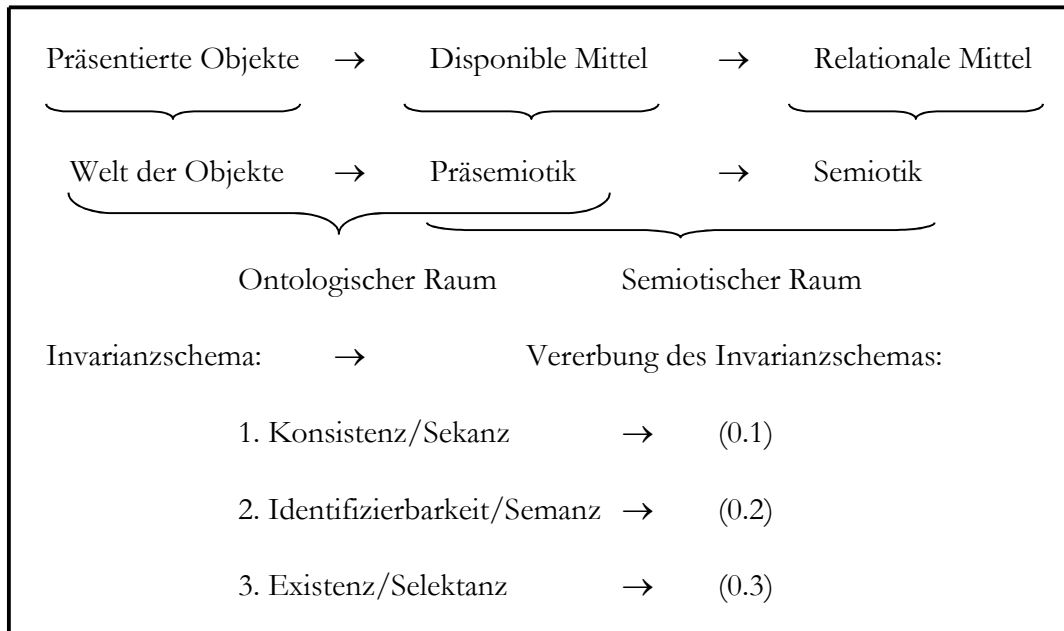 Präsentierte Objekte → Disponible Mittel → Relationale Mittel
Welt der Objekte → Präsemiotik → Semiotik
Ontologischer Raum Semiotischer Raum
Invarianzschema: → Vererbung des Invarianzschemas:
1. Konsistenz/Sekanz → (0.1)
2. Identifizierbarkeit/Semanz → (0.2)
3. Existenz/Selektanz → (0.3)